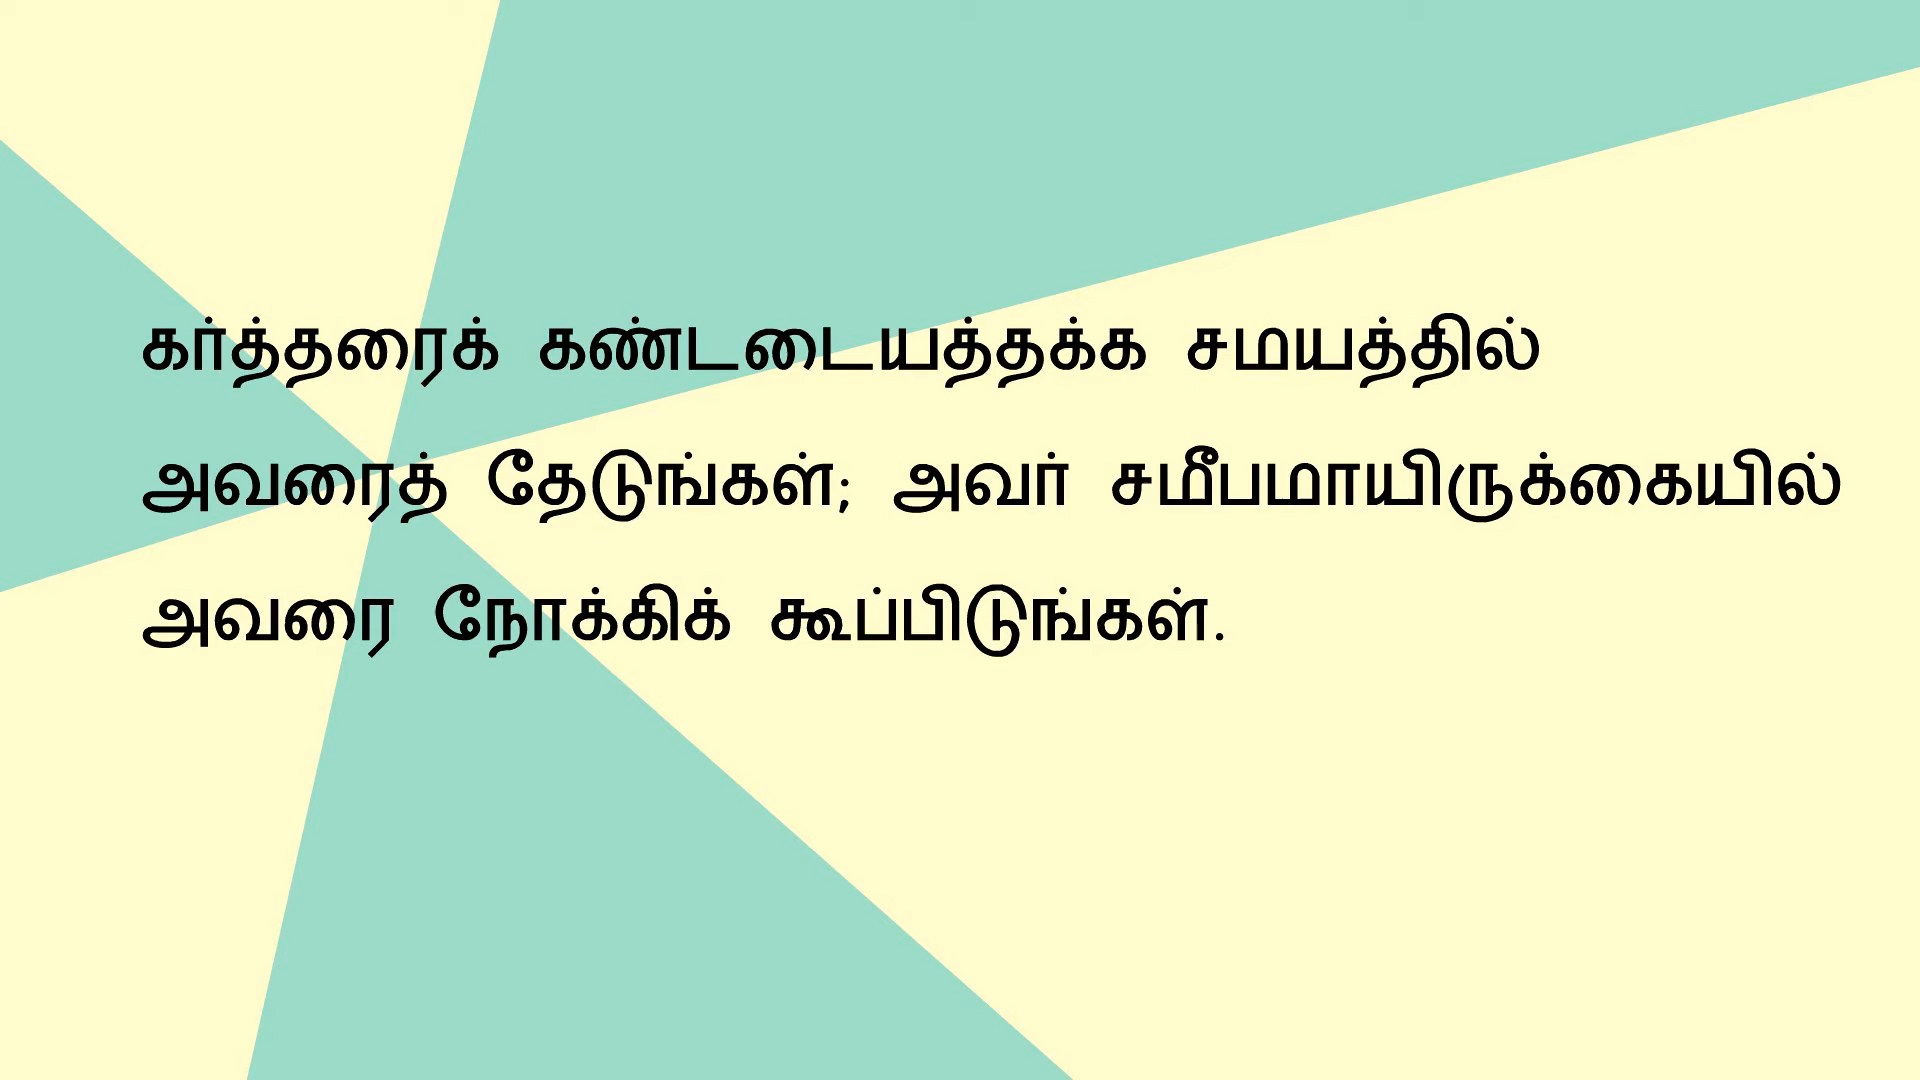 கர்த்தரைக் கண்டடையத்தக்க சமயத்தில்
அவரைத் தேடுங்கள்; அவர் சமீபமாயிருக்கையில்
அவரை நோக்கிக் கூப்பிடுங்கள்.